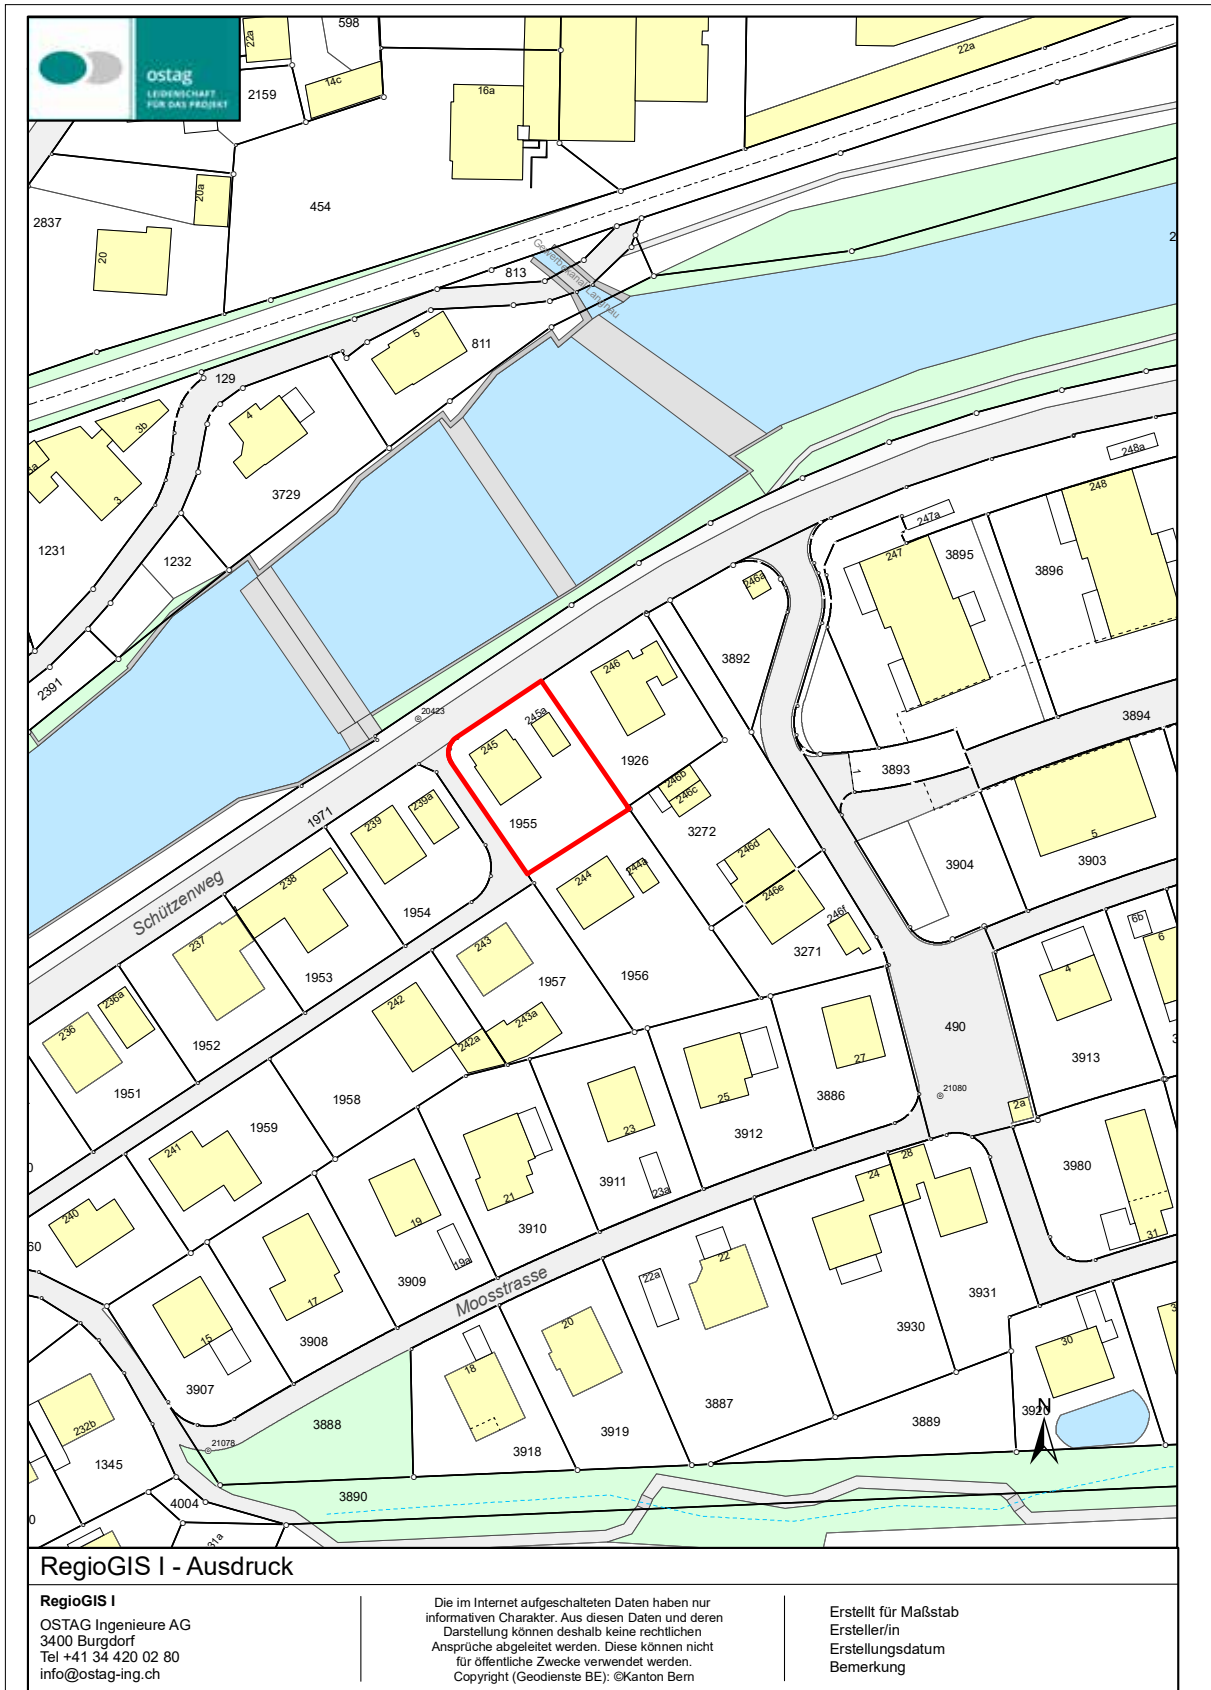 ostag
LEIDENSCHAFT
FÜR DAS PROJEKT
22a
598
14c
2159
16a
22a
20a
454
2837
20
2
Gewerbekanal Langnau
813
5
811
129
4
3b
3
3729
1231
1232
2391
248a
248
247a
247
3895
3896
246a
3892
246
20423
245a
245
1926
3894
3893
246b
246c
1971
1955
3272
239
239a
5
3903
3904
246d
244
244a
246e
238
Schützenweg
1954
246f
237
243
3271
6b
6
1953
1957
1956
4
242
490
236a
236
243a
1952
242a
27
3913
25
21080
1951
1958
3886
2a
23
1959
3912
241
28
3980
24
3911
23a
21
19
240
3910
60
31
22
19a
3909
Moosstrasse
22a
3931
17
20
3930
30
15
3908
18
3907
3887
3920
N
232b
3888
3889
3919
3918
21078
1345
3890
4004
0
31a
RegioGIS I - Ausdruck
RegioGIS I
OSTAG Ingenieure AG
3400 Burgdorf
Tel +41 34 420 02 80
info@ostag-ing.ch
Die im Internet aufgeschalteten Daten haben nur
informativen Charakter. Aus diesen Daten und deren
Darstellung können deshalb keine rechtlichen
Ansprüche abgeleitet werden. Diese können nicht
für öffentliche Zwecke verwendet werden.
Copyright (Geodienste BE): ©Kanton Bern
Erstellt für Maßstab
Ersteller/in
Erstellungsdatum
Bemerkung